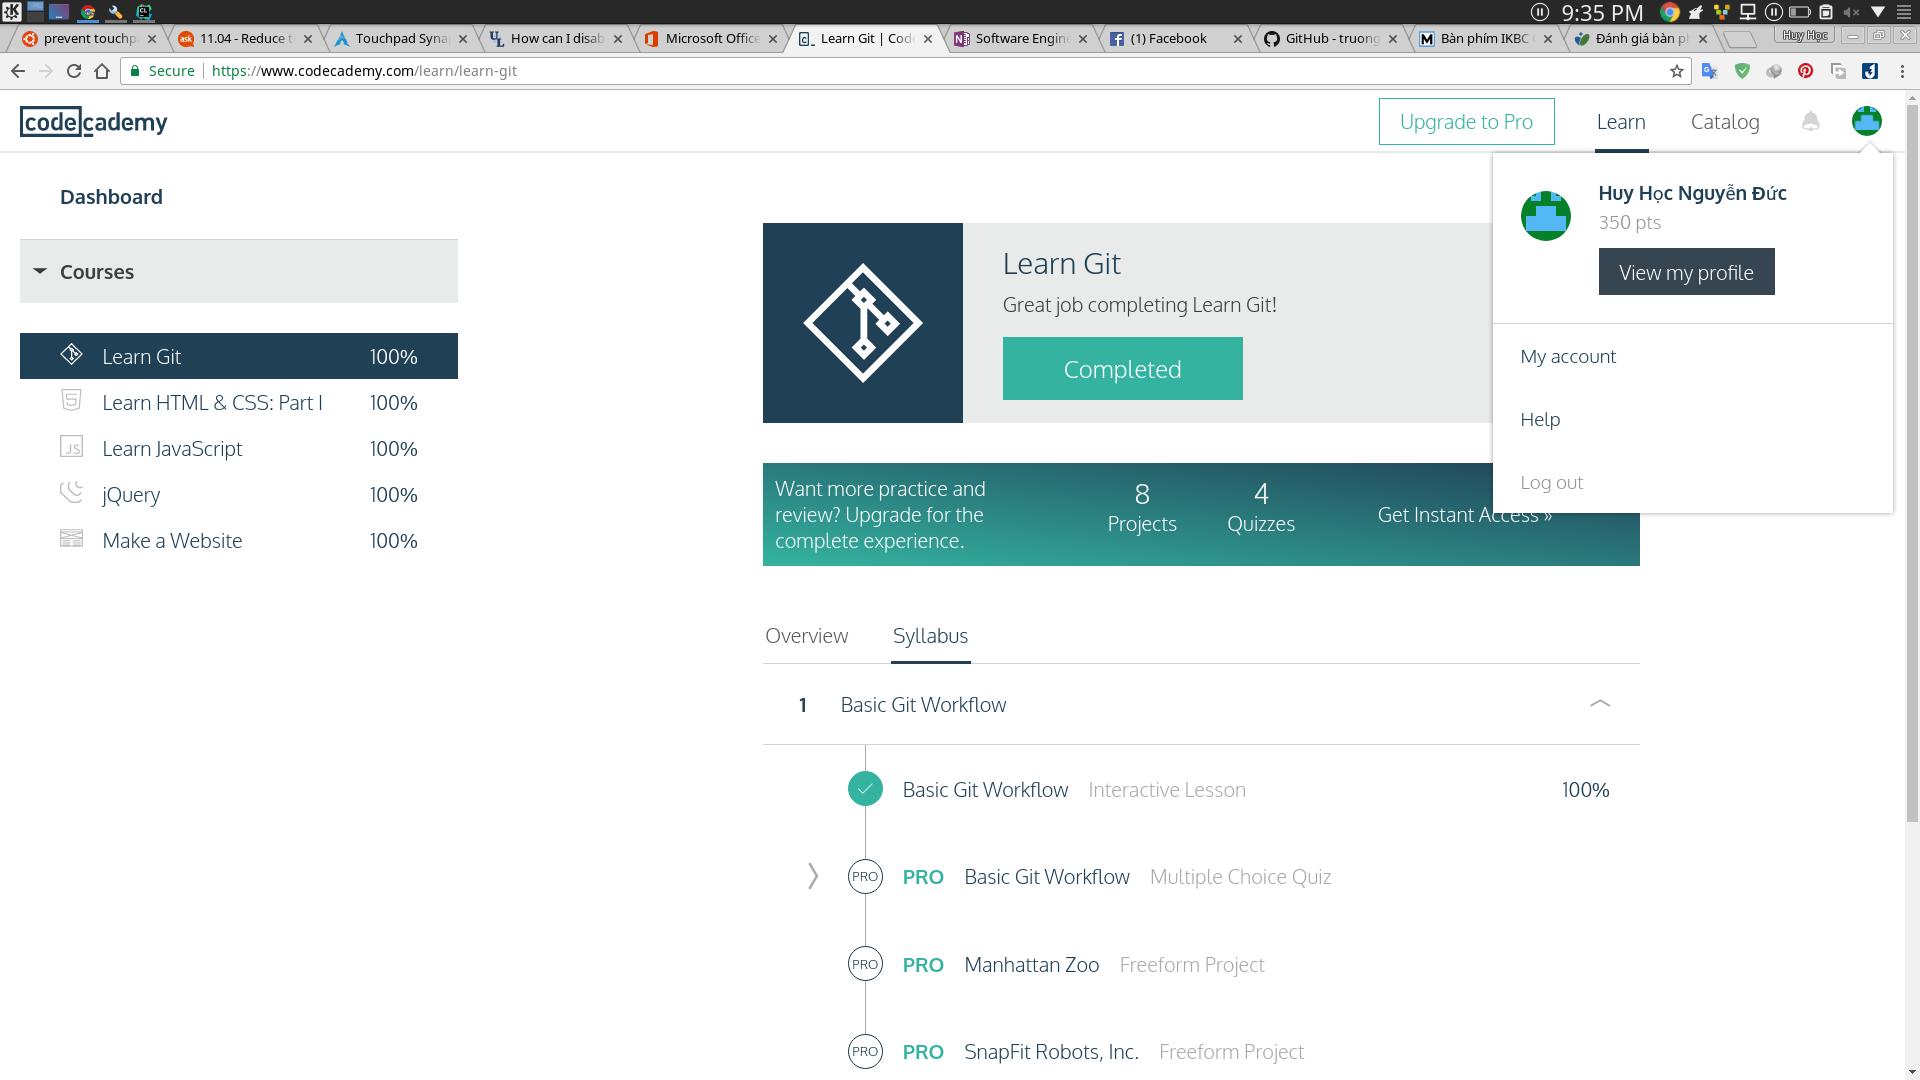 9:35 PM
prevent touchp
11.04 - Reduce t
Touchpad Syna
How can I disab
Microsoft Office
Learn Git | Code
Software Engine
(1) Facebook
GitHub - truong
Bàn phím IKBC
Đánh giá bàn ph
Huy Học
Secure
https://www.codecademy.com/learn/learn-git
codecademy
Upgrade to Pro
Learn
Catalog
Huy Học Nguyễn Đức
350 pts
View my profile
My account
Help
Log out
Dashboard
Courses
Learn Git 100%
Learn HTML & CSS: Part I 100%
JS Learn JavaScript 100%
jQuery 100%
Make a Website 100%
Learn Git
Great job completing Learn Git!
Completed
Want more practice and
review? Upgrade for the
complete experience.
8
Projects
4
Quizzes
Get Instant Access »
Overview
Syllabus
1 Basic Git Workflow
Basic Git Workflow Interactive Lesson 100%
PRO PRO Basic Git Workflow Multiple Choice Quiz
PRO PRO Manhattan Zoo Freeform Project
PRO PRO SnapFit Robots, Inc. Freeform Project